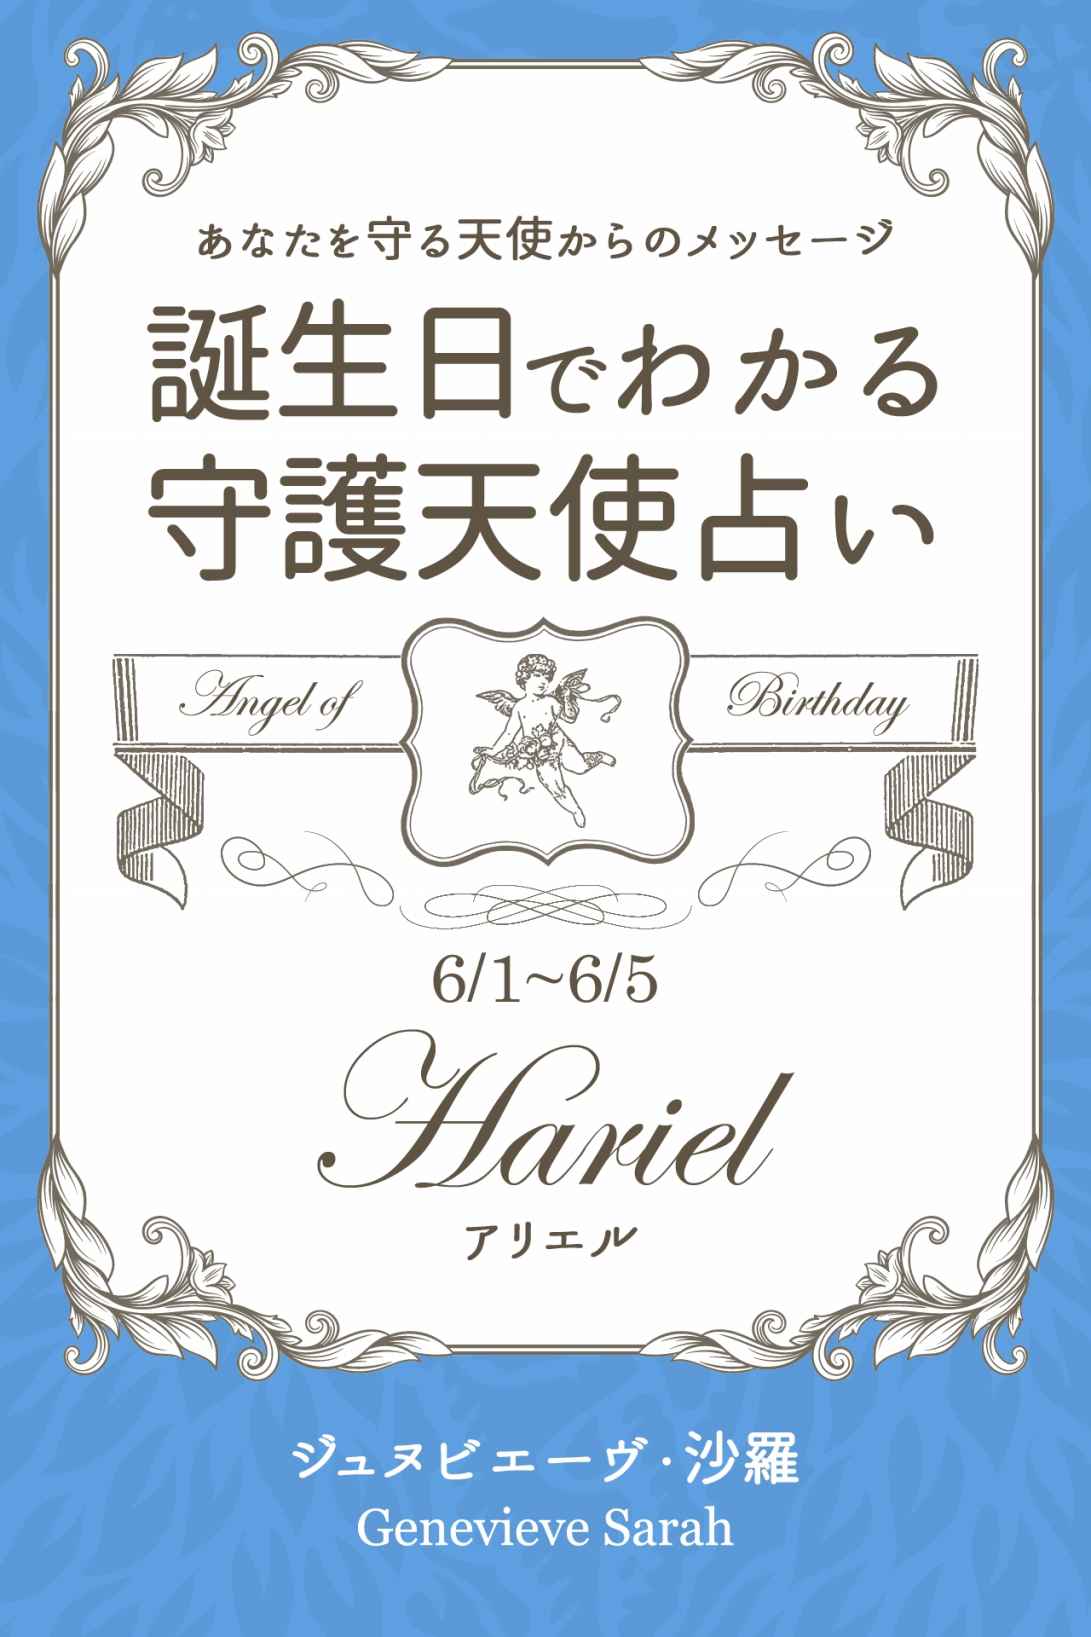 あなたを守る天使からのメッセージ
誕生日でわかる
守護天使占い
Angel of Birthday
6/1~6/5
Hariel
アリエル
ジュヌビエーヴ・沙羅
Genevieve Sarah